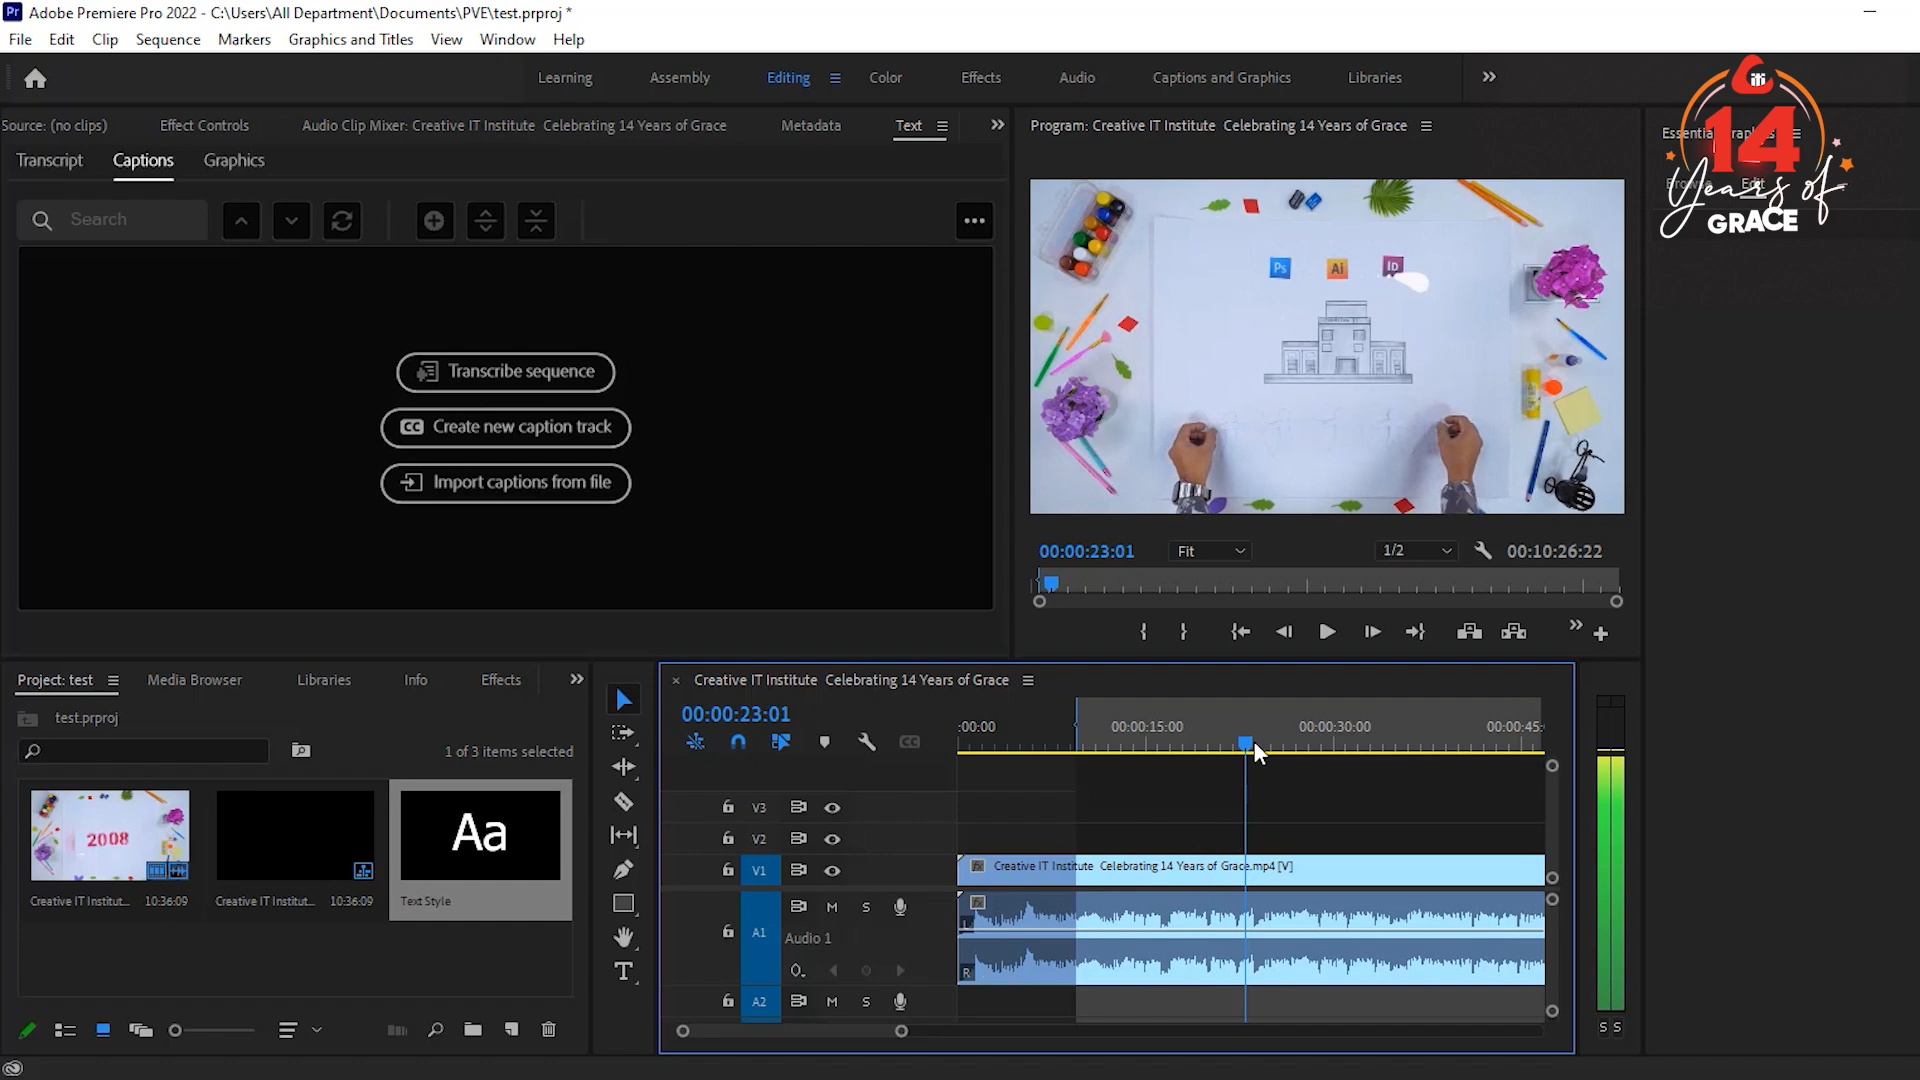 Adobe Premiere Pro 2022 - C:\Users\All Department\Documents\PVE\test.prproj *
File Edit Clip Sequence Markers Graphics and Titles View Window Help
Learning Assembly Editing Color Effects Audio Captions and Graphics Libraries
Source: (no clips) Effect Controls Audio Clip Mixer: Creative IT Institute Celebrating 14 Years of Grace Metadata Text
Program: Creative IT Institute Celebrating 14 Years of Grace
14
Years of
GRACE
Edit
Transcript Captions Graphics
Search
Transcribe sequence
CC Create new caption track
Import captions from file
Ps Ai ID
00:00:23:01 Fit 1/2 00:10:26:22
Project: test Media Browser Libraries Info Effects
test.prproj
1 of 3 items selected
2008
Aa
Creative IT Institut... 10:36:09 Creative IT Institut... 10:36:09 Text Style
× Creative IT Institute Celebrating 14 Years of Grace
00:00:23:01
:00:00 00:00:15:00 00:00:30:00 00:00:45:
CC
V3
V2
V1 fx Creative IT Institute Celebrating 14 Years of Grace.mp4 [V]
M S fx
L
A1 Audio 1
R
A2 M S
S S
T